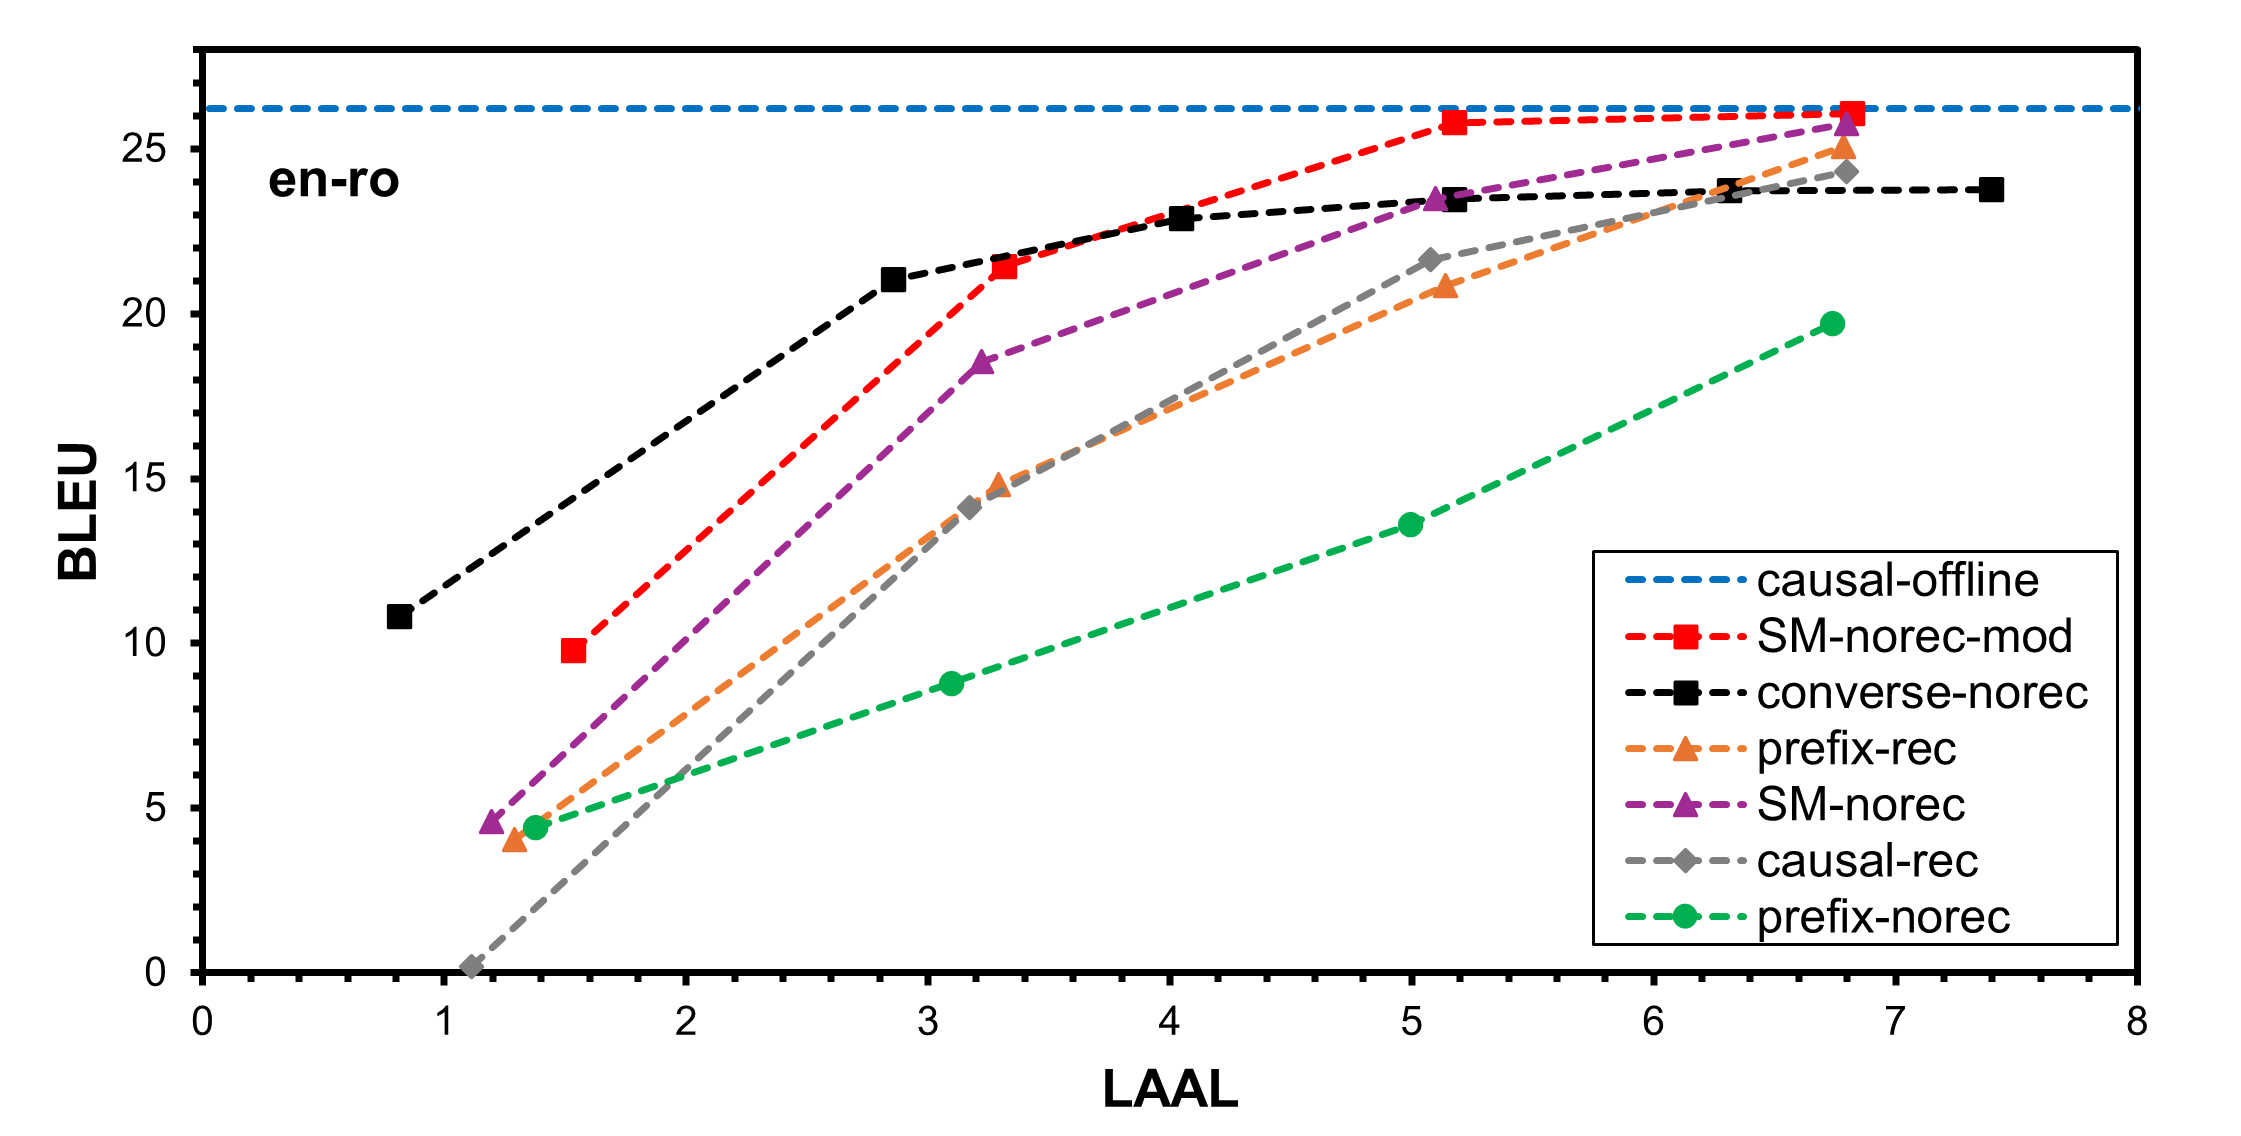 en-ro
BLEU
25
20
15
10
5
0
0 1 2 3 4 5 6 7 8
LAAL
causal-offline
SM-norec-mod
converse-norec
prefix-rec
SM-norec
causal-rec
prefix-norec